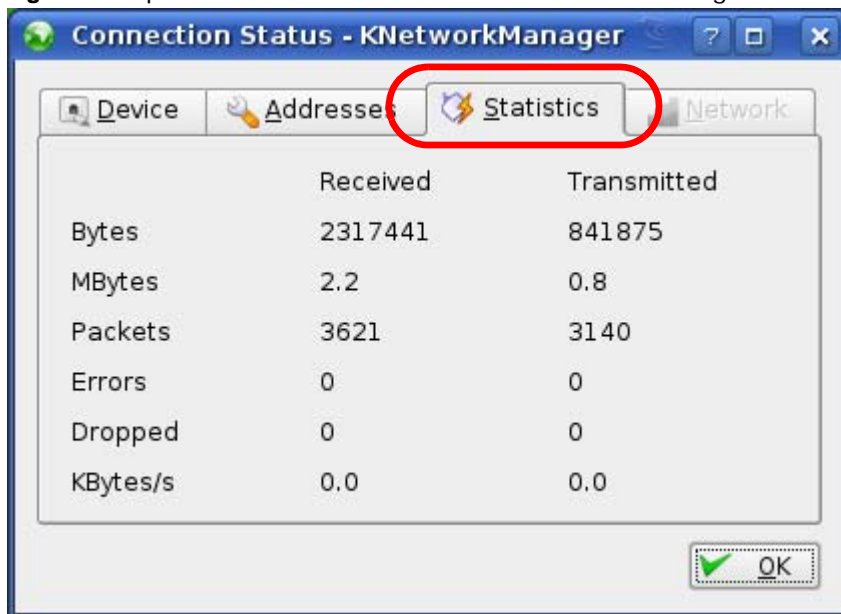 Connection Status - KNetworkManager
Device Addresses Statistics Network
Received Transmitted
Bytes 2317441 841875
MBytes 2.2 0.8
Packets 3621 3140
Errors 0 0
Dropped 0 0
KBytes/s 0.0 0.0
OK